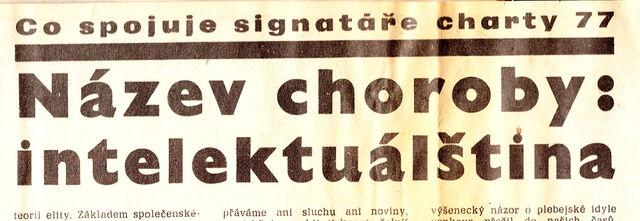 Co spojuje signatáře charty 77
Název choroby:
intelektuálština
teorii elity. Základem společenské-
přáváme ani sluchu ani noviny,
výšenecký názor o plebejské idyle